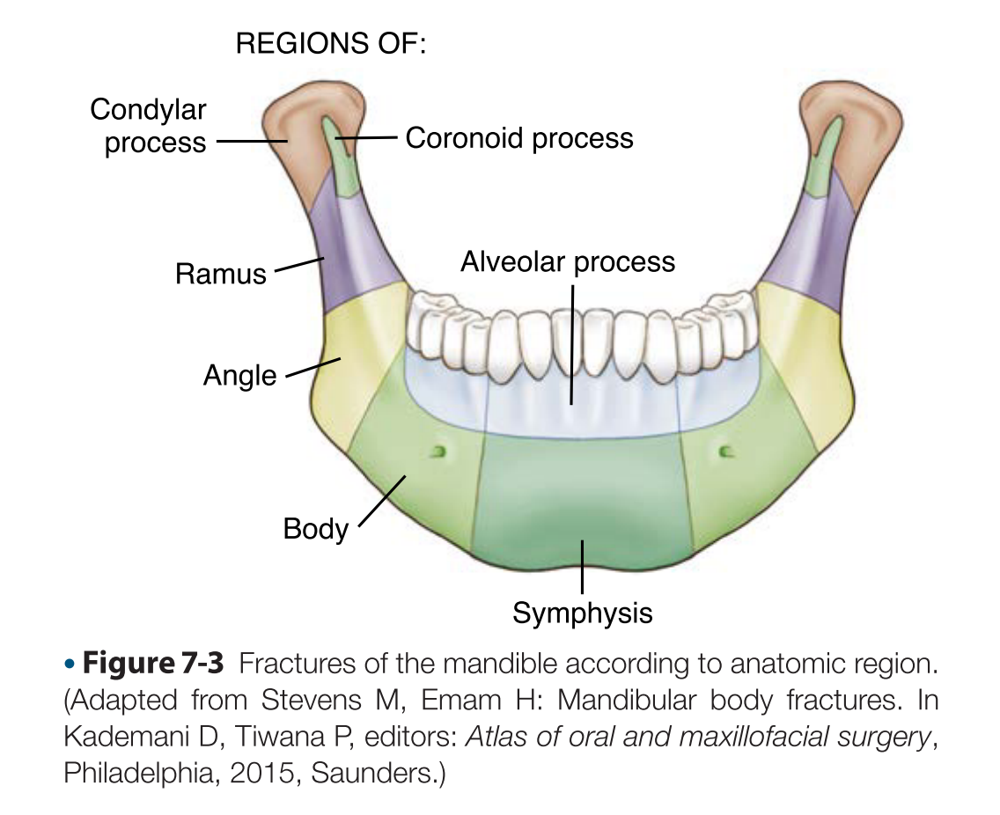 REGIONS OF:
Condylar
process
Coronoid process
Alveolar process
Ramus
Angle
Body
Symphysis
• Figure 7-3 Fractures of the mandible according to anatomic region.
(Adapted from Stevens M, Emam H: Mandibular body fractures. In
Kademani D, Tiwana P, editors: Atlas of oral and maxillofacial surgery,
Philadelphia, 2015, Saunders.)